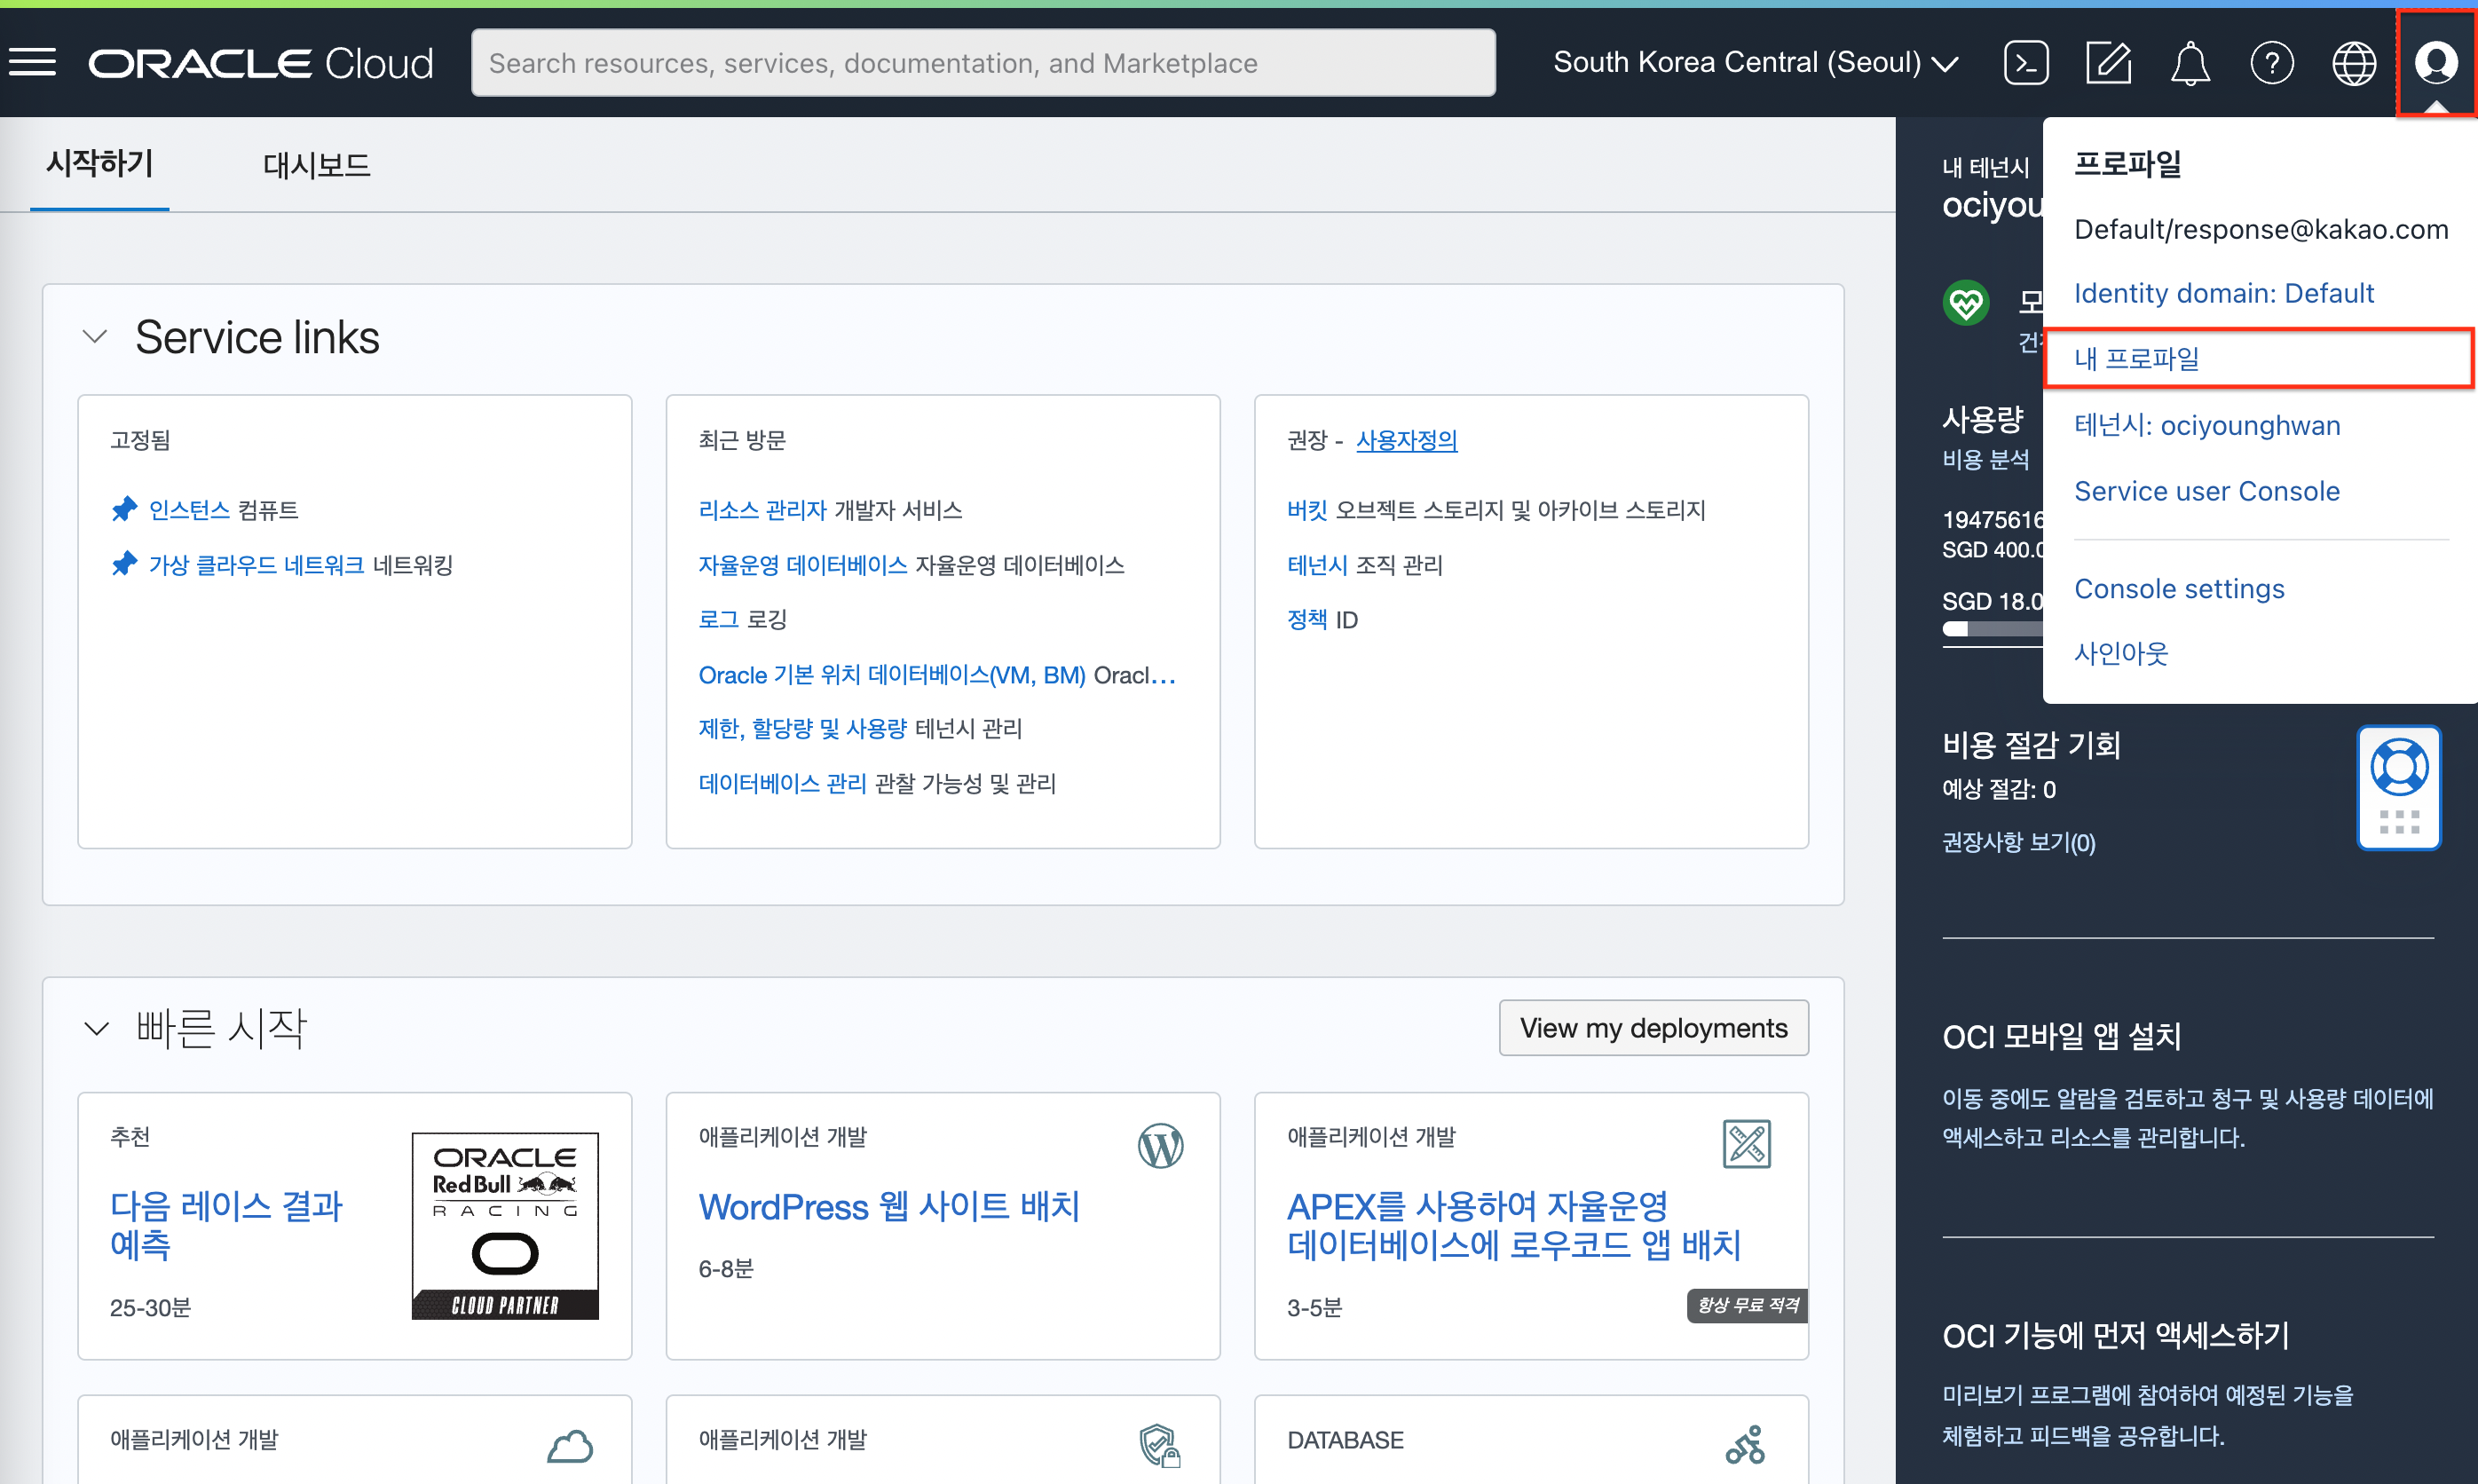 ORACLE Cloud
Search resources, services, documentation, and Marketplace
South Korea Central (Seoul)
시작하기
대시보드
Service links
고정됨
인스턴스 컴퓨트
가상 클라우드 네트워크 네트워킹
최근 방문
리소스 관리자 개발자 서비스
자율운영 데이터베이스 자율운영 데이터베이스
로그 로깅
Oracle 기본 위치 데이터베이스(VM, BM) Oracl...
제한, 할당량 및 사용량 테넌시 관리
데이터베이스 관리 관찰 가능성 및 관리
권장 - 사용자정의
버킷 오브젝트 스토리지 및 아카이브 스토리지
테넌시 조직 관리
정책 ID
빠른 시작
View my deployments
추천
다음 레이스 결과
예측
25-30분
ORACLE
Red Bull
RACING
CLOUD PARTNER
애플리케이션 개발
WordPress 웹 사이트 배치
6-8분
애플리케이션 개발
APEX를 사용하여 자율운영
데이터베이스에 로우코드 앱 배치
3-5분
항상 무료 적격
애플리케이션 개발
애플리케이션 개발
DATABASE
내 테넌시
ociyou
모
사용량
비용 분석
19475616
SGD 400.0
SGD 18.0
프로파일
Default/response@kakao.com
Identity domain: Default
내 프로파일
테넌시: ociyounghwan
Service user Console
Console settings
사인아웃
비용 절감 기회
예상 절감: 0
권장사항 보기(0)
OCI 모바일 앱 설치
이동 중에도 알람을 검토하고 청구 및 사용량 데이터에
액세스하고 리소스를 관리합니다.
OCI 기능에 먼저 액세스하기
미리보기 프로그램에 참여하여 예정된 기능을
체험하고 피드백을 공유합니다.